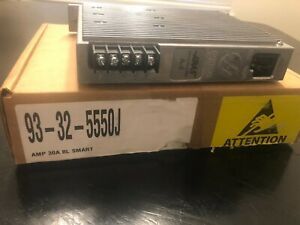 93-32-5550J
AMP 30A BL SMART
ATTENTION